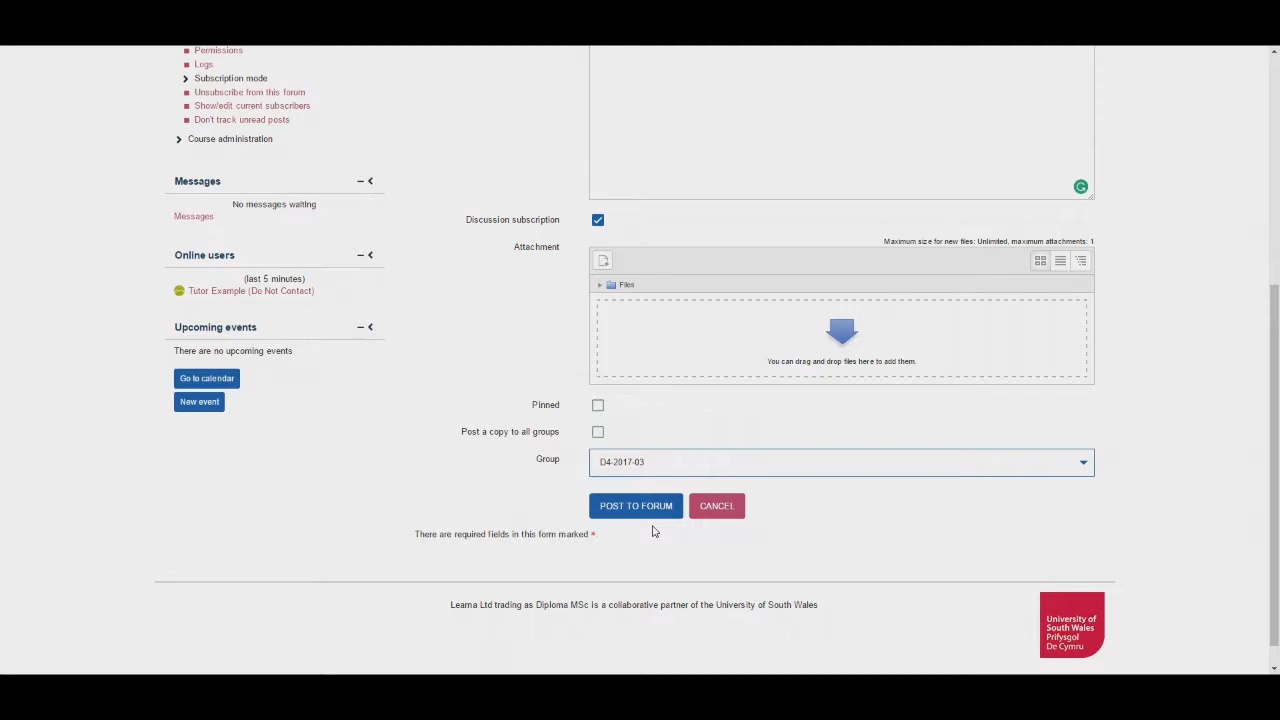 Permissions
Logs
Subscription mode
Unsubscribe from this forum
Show/edit current subscribers
Don't track unread posts
Course administration
Messages
No messages waiting
Messages
Online users
(last 5 minutes)
Tutor Example (Do Not Contact)
Upcoming events
There are no upcoming events
Go to calendar
New event
Discussion subscription
Attachment
Maximum size for new files: Unlimited, maximum attachments: 1
Files
You can drag and drop files here to add them.
Pinned
Post a copy to all groups
Group
D4-2017-03
POST TO FORUM
CANCEL
There are required fields in this form marked *.
Learna Ltd trading as Diploma MSc is a collaborative partner of the University of South Wales
University of
South Wales
Prifysgol
De Cymru